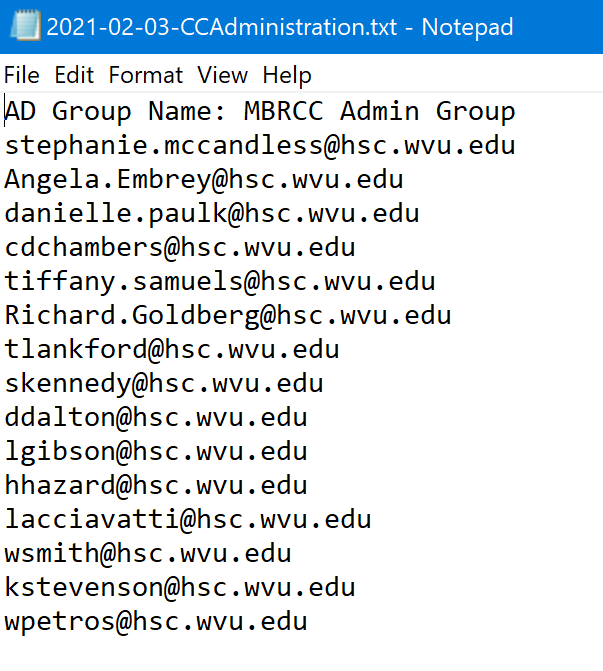 2021-02-03-CCAdministration.txt - Notepad
File Edit Format View Help
AD Group Name: MBRCC Admin Group
stephanie.mccandless@hsc.wvu.edu
Angela.Embrey@hsc.wvu.edu
danielle.paulk@hsc.wvu.edu
cdchambers@hsc.wvu.edu
tiffany.samuels@hsc.wvu.edu
Richard.Goldberg@hsc.wvu.edu
tlankford@hsc.wvu.edu
skennedy@hsc.wvu.edu
ddalton@hsc.wvu.edu
lgibson@hsc.wvu.edu
hhazard@hsc.wvu.edu
lacciavatti@hsc.wvu.edu
wsmith@hsc.wvu.edu
kstevenson@hsc.wvu.edu
wpetros@hsc.wvu.edu